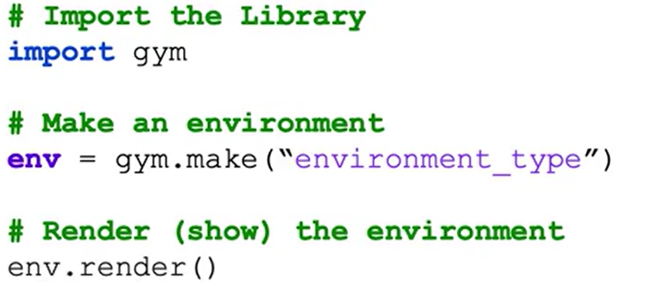 # Import the Library
import gym
# Make an environment
env = gym.make(“environment_type”)
# Render (show) the environment
env.render()